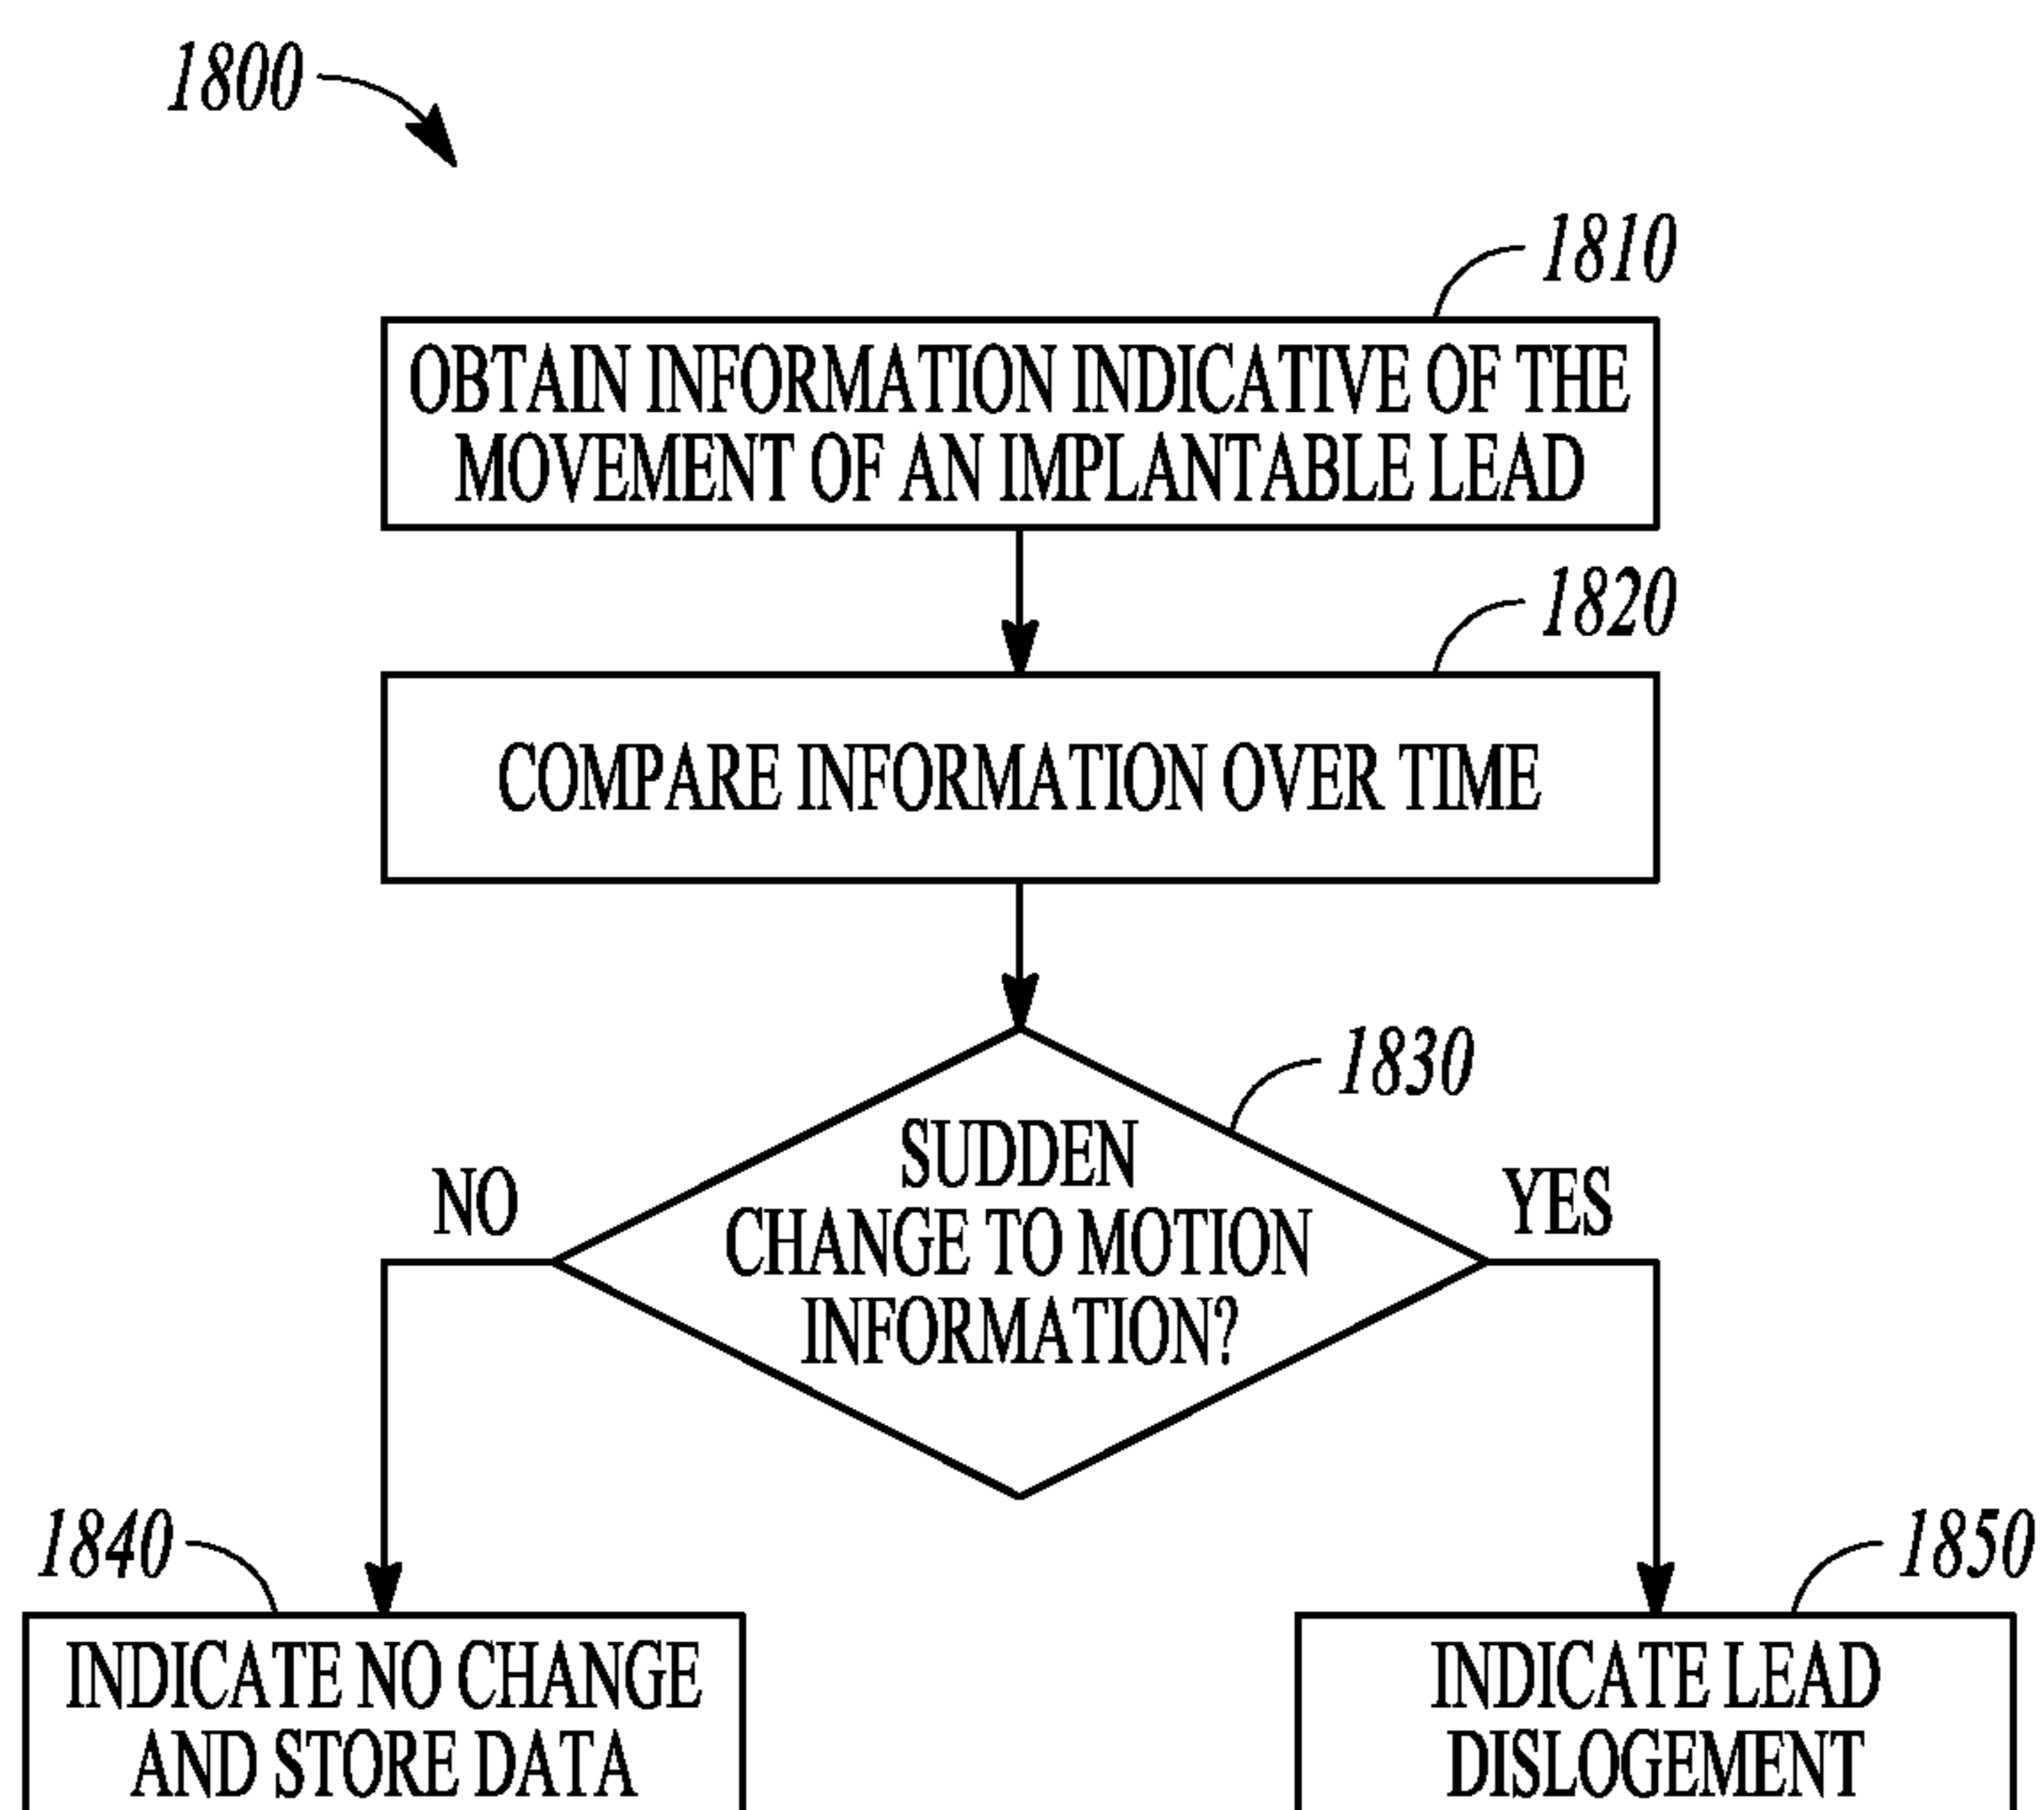 1800
1810
OBTAIN INFORMATION INDICATIVE OF THE
MOVEMENT OF AN IMPLANTABLE LEAD
1820
COMPARE INFORMATION OVER TIME
1830
SUDDEN
CHANGE TO MOTION
INFORMATION?
NO
YES
1840
INDICATE NO CHANGE
AND STORE DATA
1850
INDICATE LEAD
DISLOGEMENT